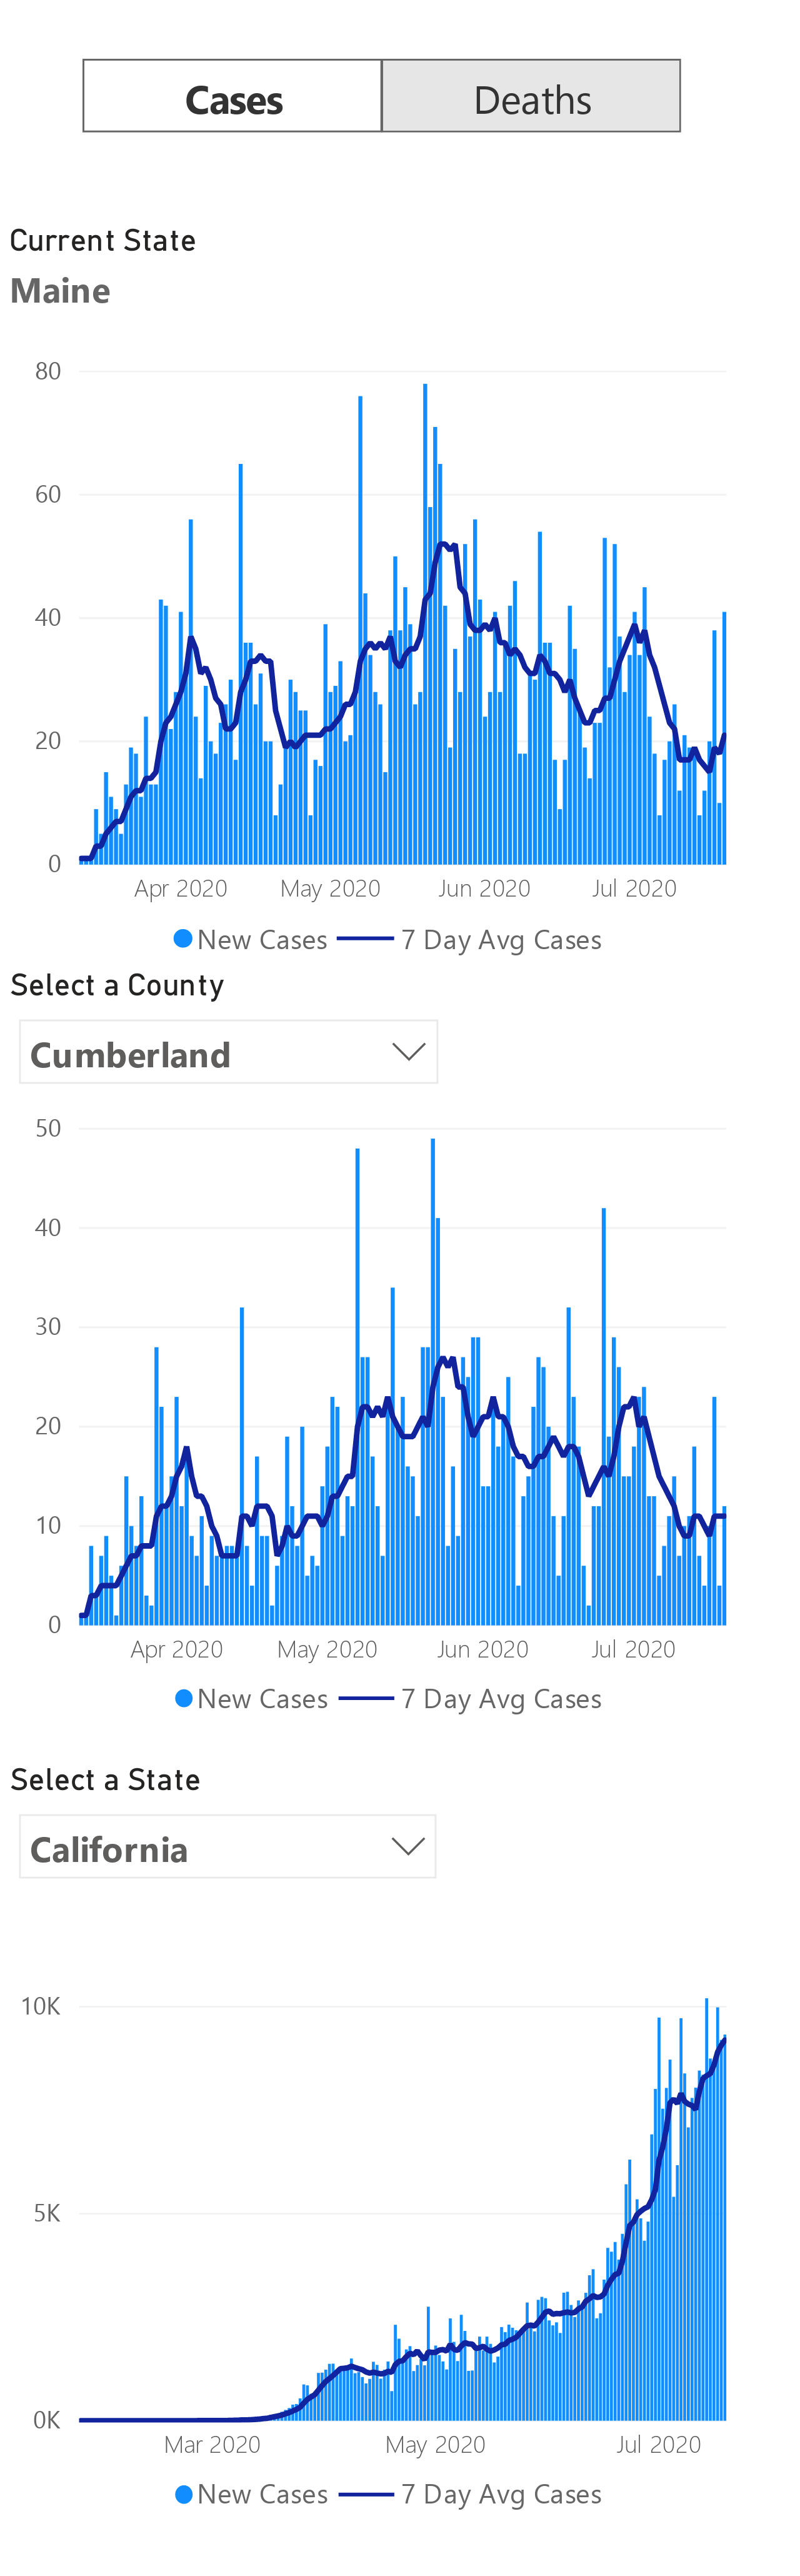 Cases Deaths
Current State
Maine
80
60
40
20
0
Apr 2020 May 2020 Jun 2020 Jul 2020
New Cases 7 Day Avg Cases
Select a County
Cumberland
50
40
30
20
10
0
Apr 2020 May 2020 Jun 2020 Jul 2020
New Cases 7 Day Avg Cases
Select a State
California
10K
5K
0K
Mar 2020 May 2020 Jul 2020
New Cases 7 Day Avg Cases